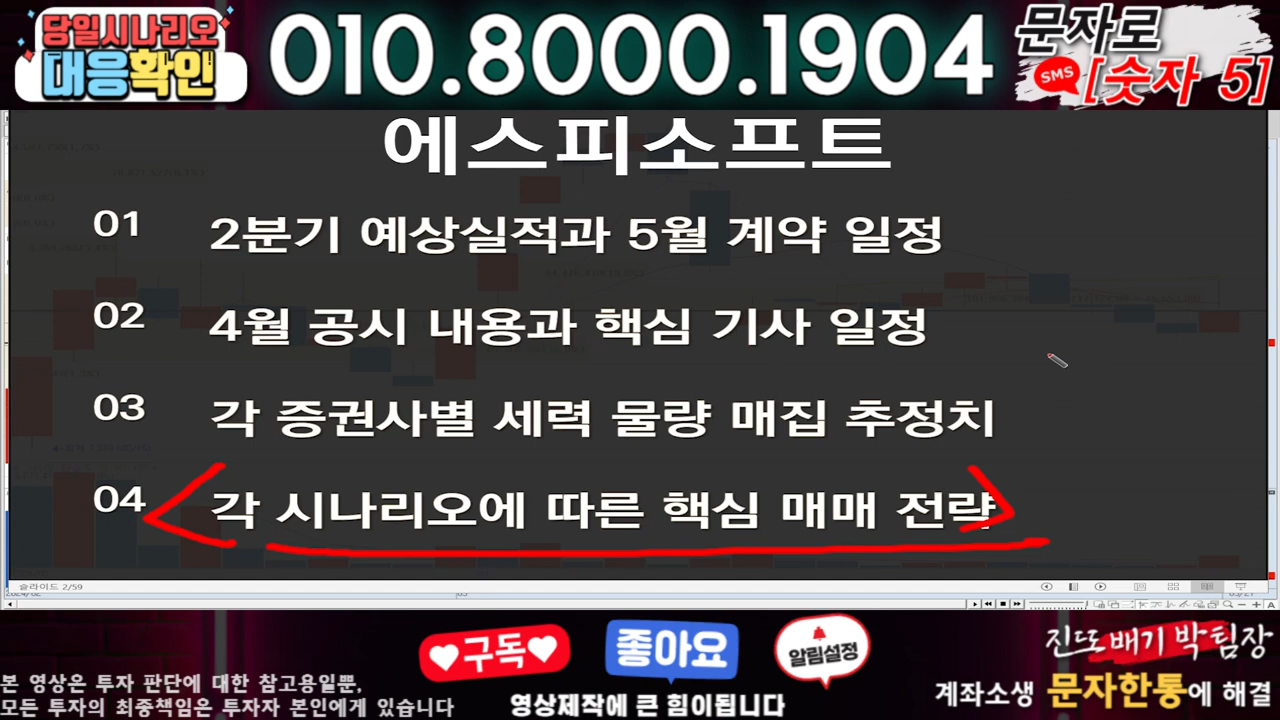 당일시나리오
대응확인
010.8000.1904
문자로
SMS
[숫자 5]
에스피소프트
01 2분기 예상실적과 5월 계약 일정
02 4월 공시 내용과 핵심 기사 일정
03 각 증권사별 세력 물량 매집 추정치
04 각 시나리오에 따른 핵심 매매 전략
슬라이드 2/59
구독
좋아요
알림설정
진또배기 박팀장
본 영상은 투자 판단에 대한 참고용일뿐,
모든 투자의 최종책임은 투자자 본인에게 있습니다
영상제작에 큰 힘이됩니다
계좌소생 문자한통에 해결